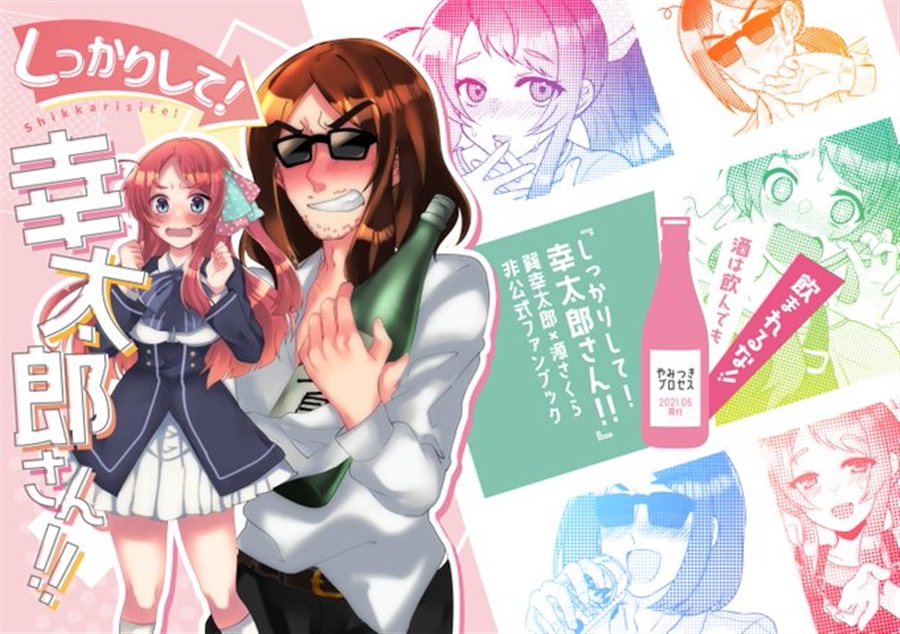 しっかりして!
Shikkarisite!
幸太郎さん!!
『しっかりして!
幸太郎さん!!』
巽幸太郎×源さくら
非公式ファンブック
酒は飲んでも
飲まれるな!!
やみつき
プロセス
2021.06
発行